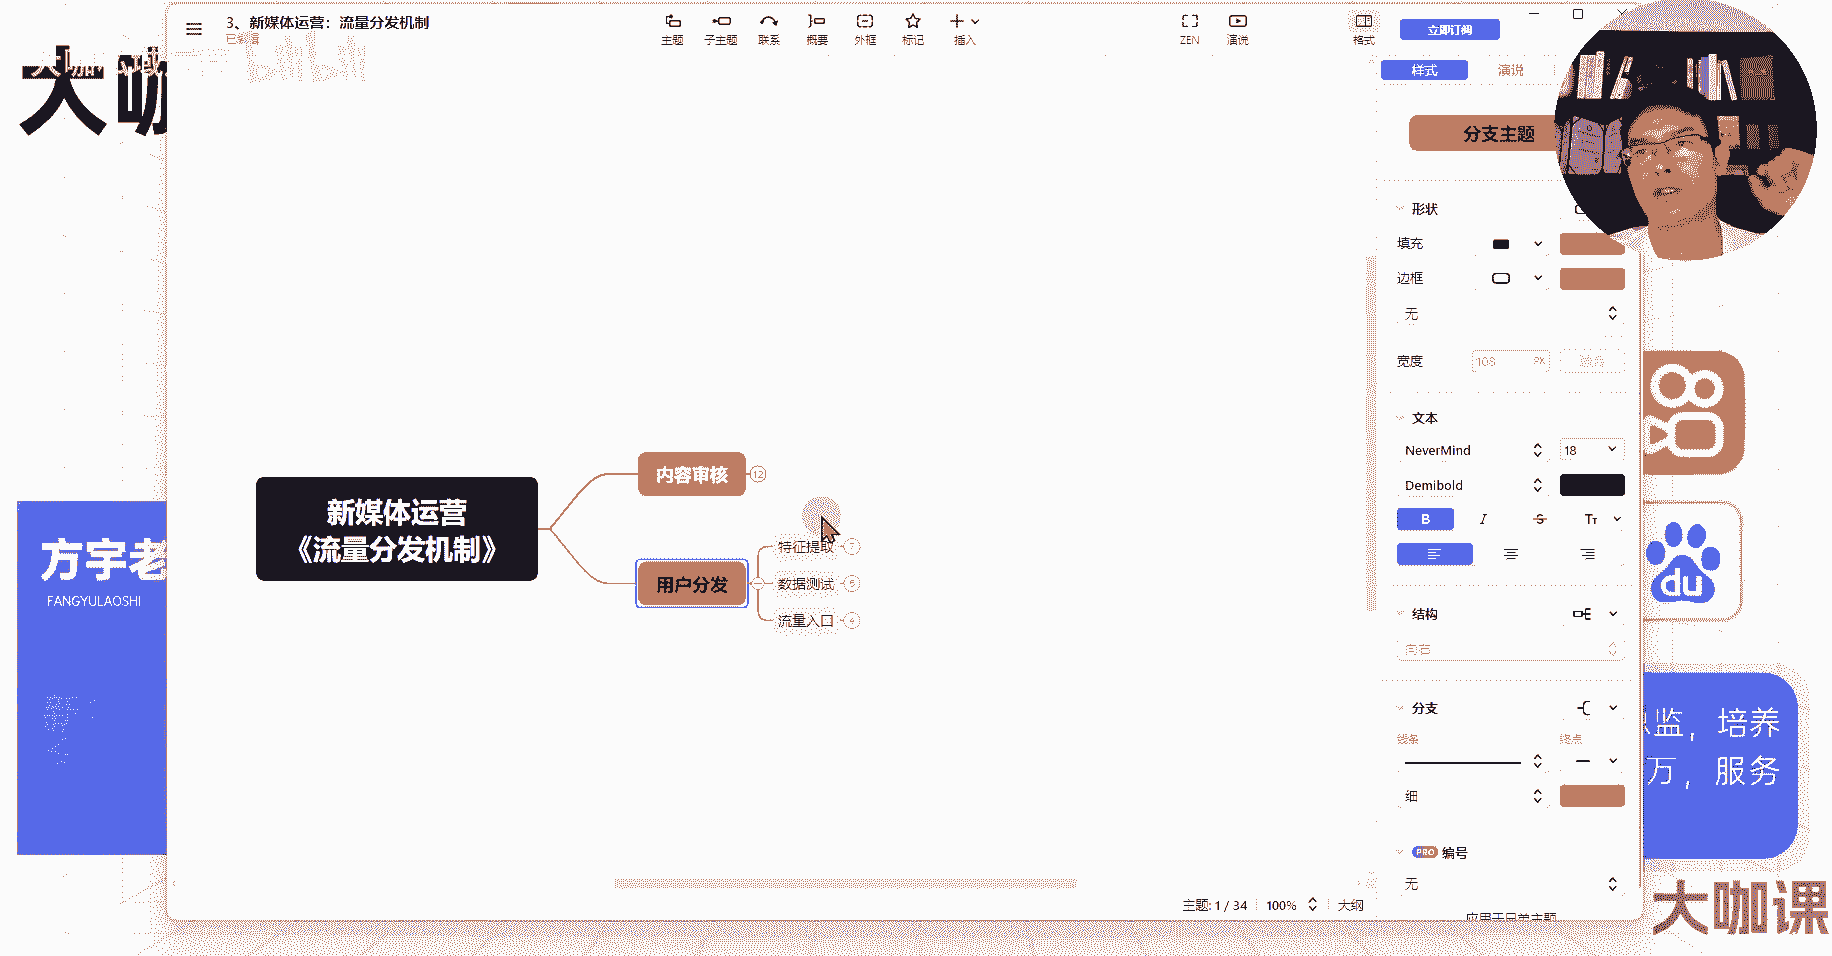 3、新媒体运营：流量分发机制
已编辑
主题
子主题
联系
概要
外框
标记
插入
ZEN
演说
格式
立即订阅
样式
演说
大咖
bilibili
分支主题
形状
填充
边框
无
宽度
108
PX
文本
NeverMind
18
Demibold
B
I
S
Tт
结构
向右
分支
线条
终点
细
PRO 编号
无
新媒体运营
《流量分发机制》
内容审核
12
用户分发
特征提取
7
数据测试
5
流量入口
4
方宇老
FANGYULAOSHI
du
监，培养
万，服务
主题: 1 / 34
100%
大纲
大咖课